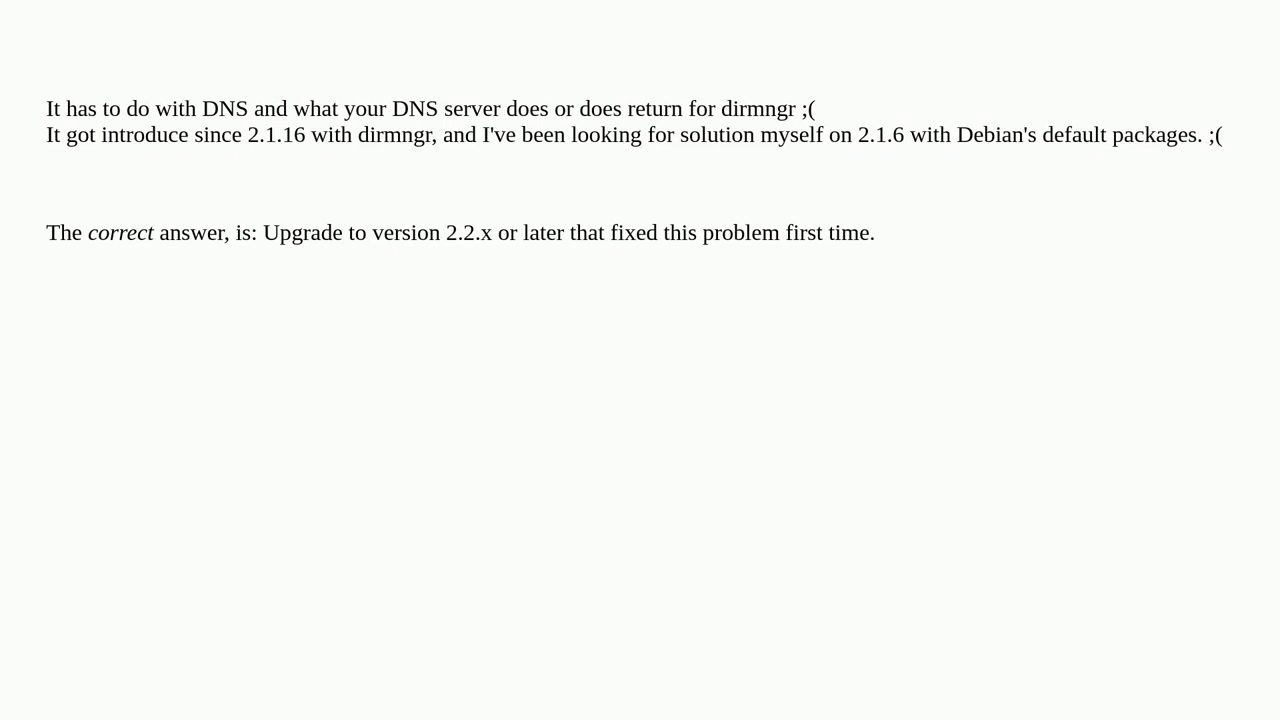 It has to do with DNS and what your DNS server does or does return for dirmngr ;(
It got introduce since 2.1.16 with dirmngr, and I've been looking for solution myself on 2.1.6 with Debian's default packages. ;(
The correct answer, is: Upgrade to version 2.2.x or later that fixed this problem first time.